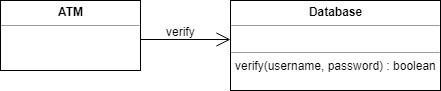 ATM
Database
verify
verify(username, password) : boolean